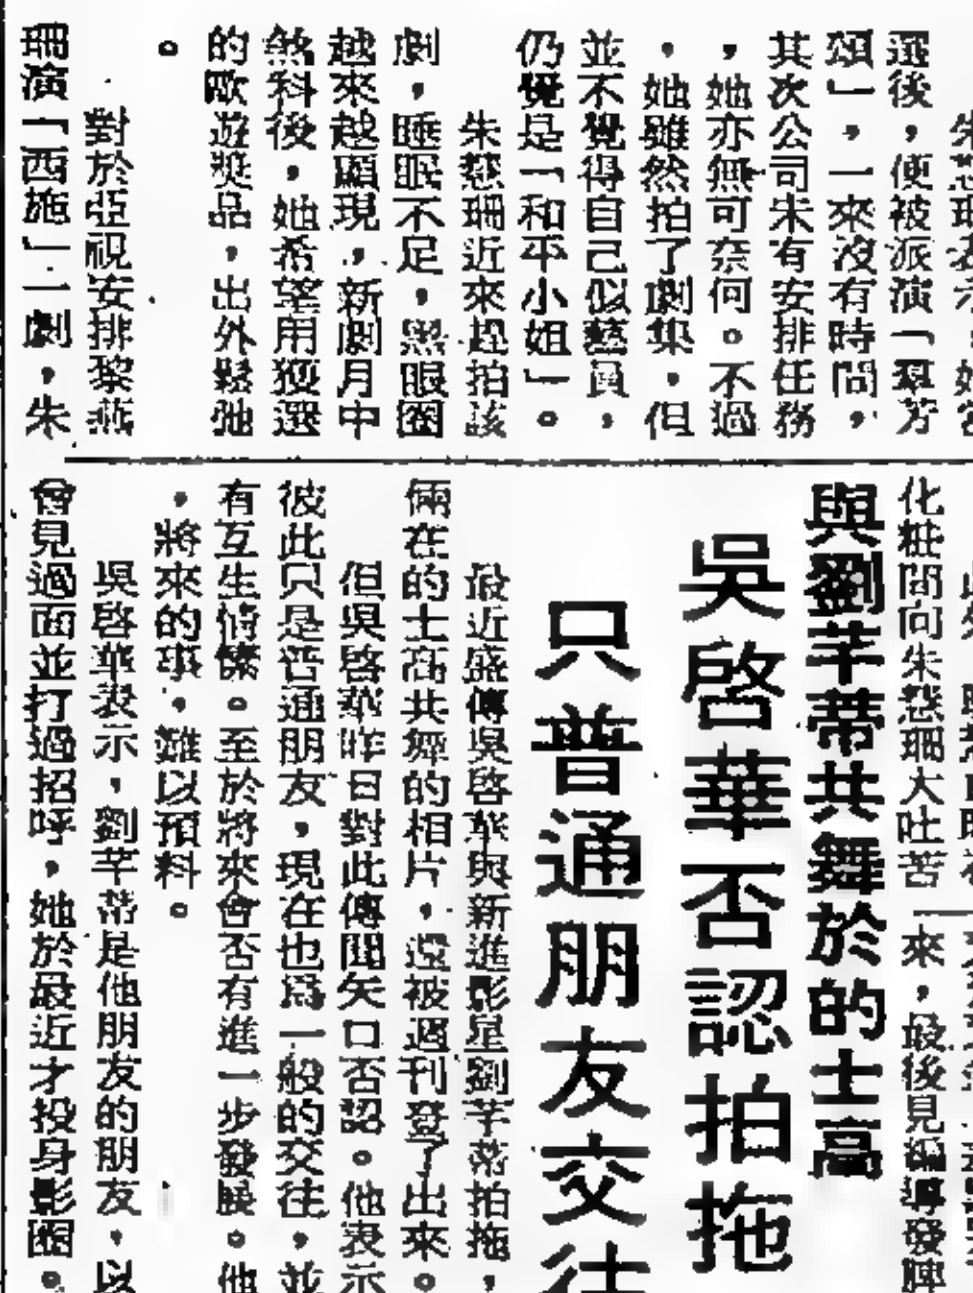 選後，便被派演「翠芳
頌」，一來沒有時間，
其次公司未有安排任務
，她亦無可奈何。不過
，她雖然拍了劇集，但
並不覺得自己似藝員，
仍覺是「和平小姐」。
朱慧珊近來趕拍該
劇，睡眠不足，黑眼圈
越來越顯現，新劇月中
煞科後，她希望用獲選
的歐遊獎品，出外鬆弛
。
對於亞視安排黎燕
珊演「西施」一劇，朱
化粧間向朱慧珊大吐苦
來，最後見編導發脾
與劉芊蒂共舞於的士高
吳啓華否認拍拖
只普通朋友交往
最近盛傳吳啓華與新進影星劉芊蒂拍拖，
倆在的士高共舞的相片，還被週刊登了出來。
但吳啓華昨日對此傳聞矢口否認。他表示
彼此只是普通朋友，現在也爲一般的交往，並
有互生情愫。至於將來會否有進一步發展。他
，將來的事，難以預料。
吳啓華表示，劉芊蒂是他朋友的朋友，以
會見過面並打過招呼，她於最近才投身影圈。